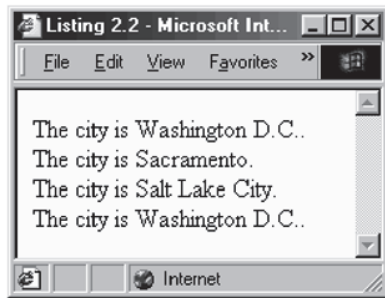 Listing 2.2 - Microsoft Int...
File Edit View Favorites »
The city is Washington D.C..
The city is Sacramento.
The city is Salt Lake City.
The city is Washington D.C..
Internet